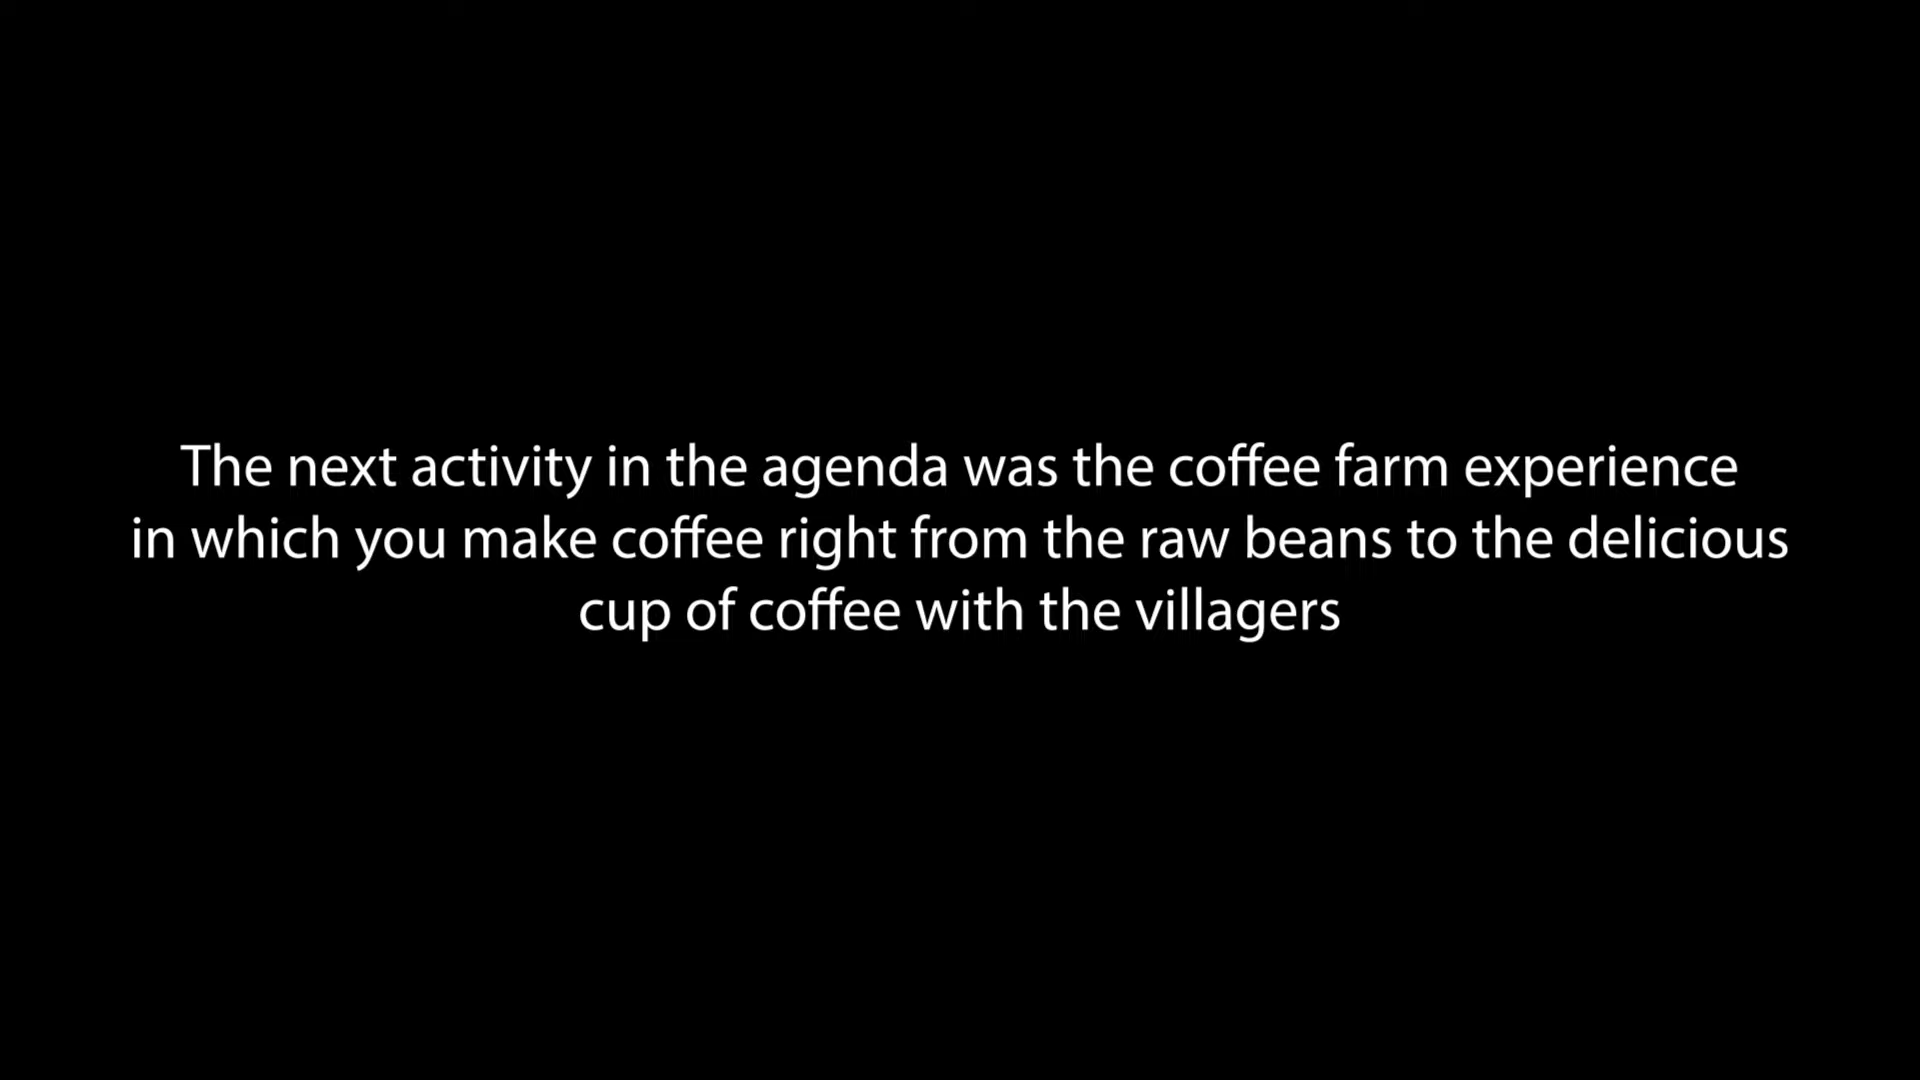 The next activity in the agenda was the coffee farm experience
in which you make coffee right from the raw beans to the delicious
cup of coffee with the villagers